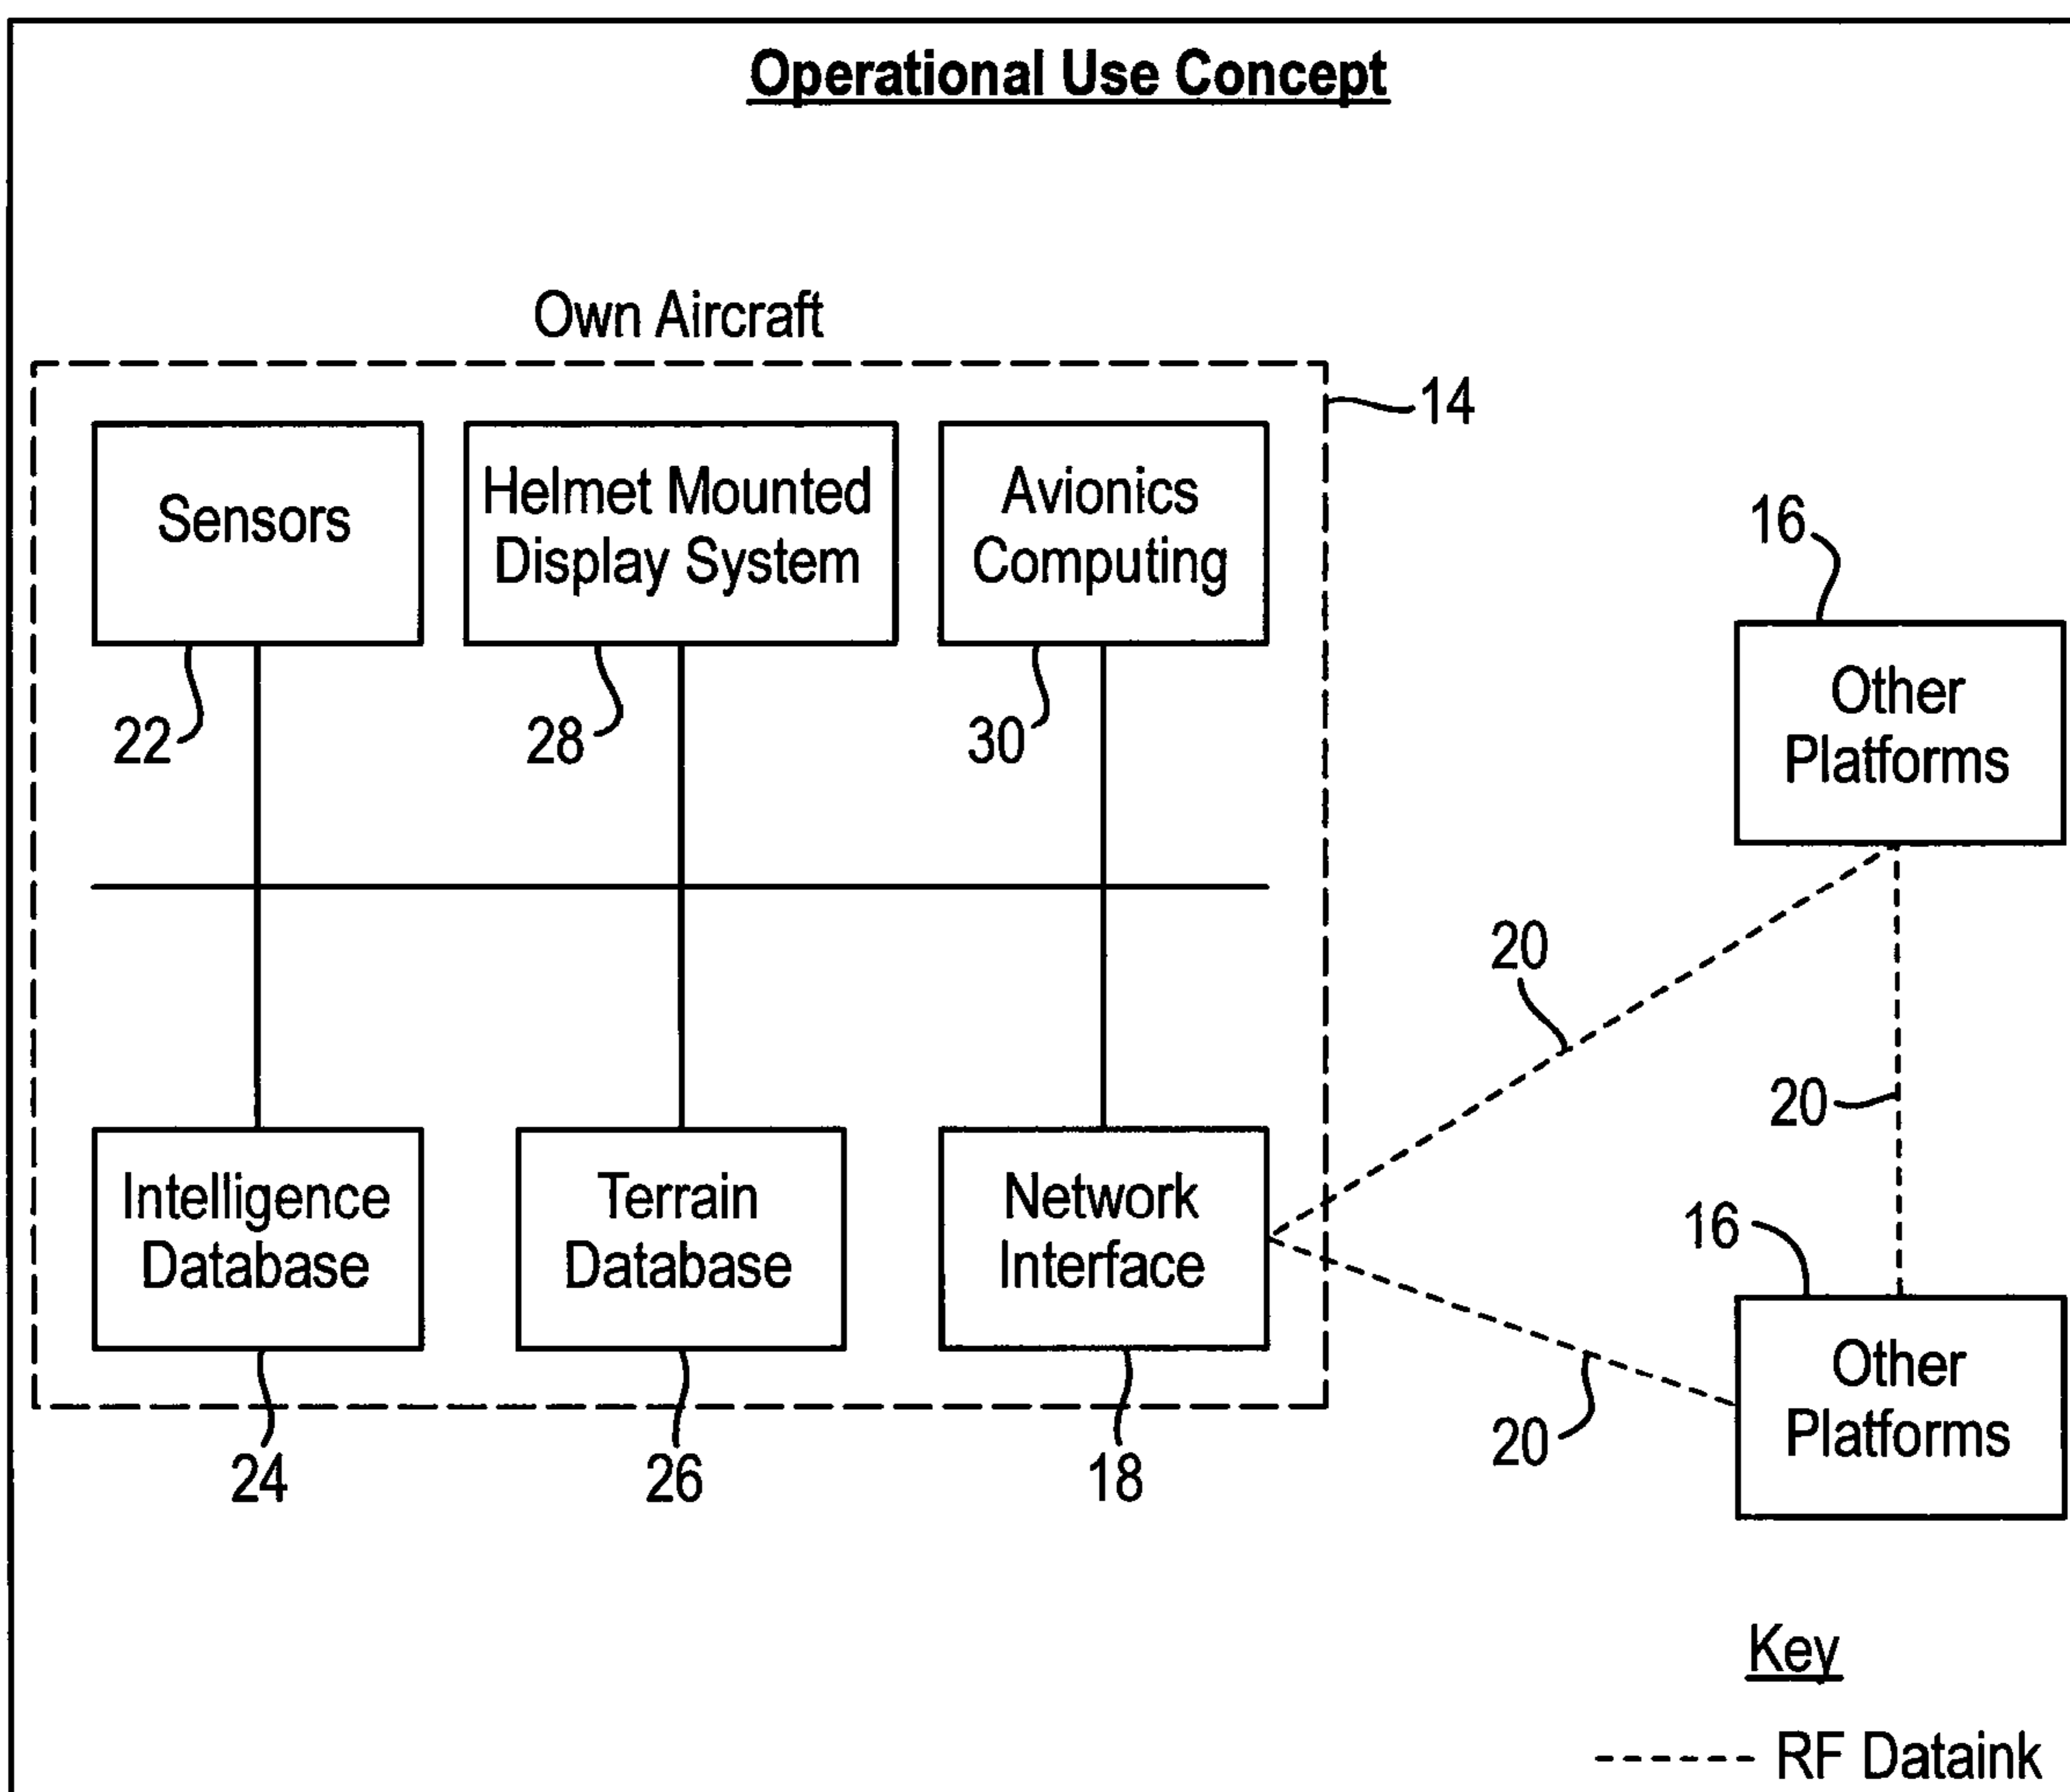 Operational Use Concept
Own Aircraft
14
Sensors
Helmet Mounted
Display System
Avionics
Computing
22
28
30
16
Other
Platforms
20
20
Intelligence
Database
Terrain
Database
Network
Interface
16
Other
Platforms
20
24
26
18
Key
RF Dataink